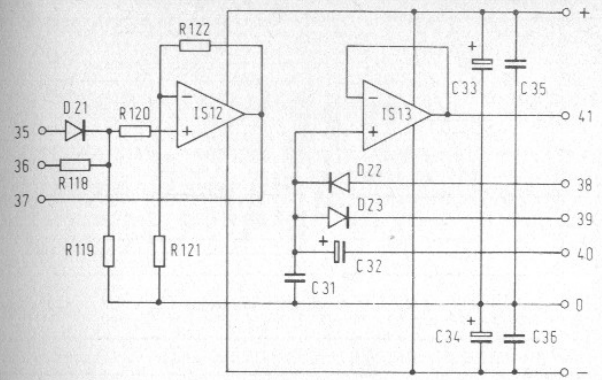 R122
+
+
C33
C35
D21
R120
−
IS12
+
−
IS13
+
35
41
36
R118
D22
38
37
D23
39
R119
R121
+
C32
40
C31
0
+
C34
C36
−